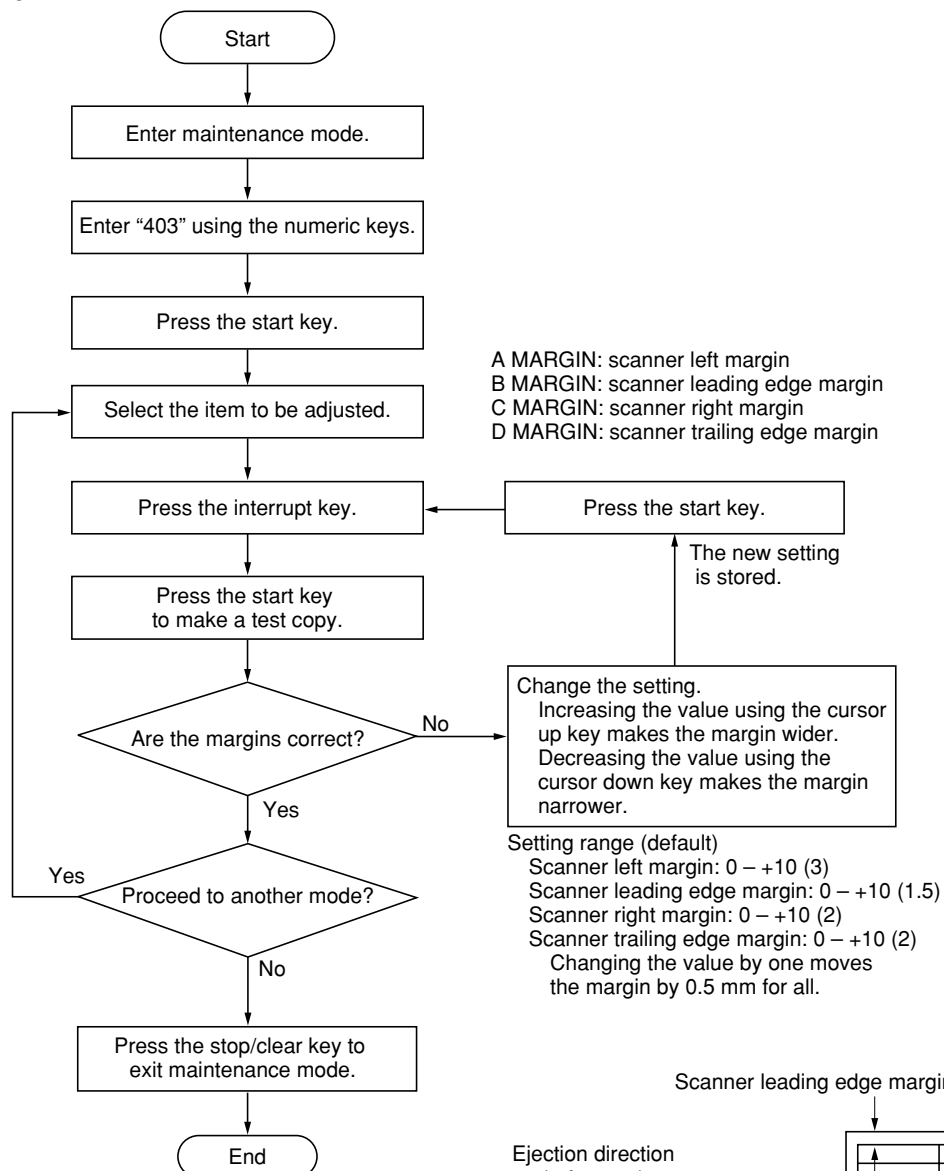 Start
Enter maintenance mode.
Enter “403” using the numeric keys.
Press the start key.
A MARGIN: scanner left margin
B MARGIN: scanner leading edge margin
C MARGIN: scanner right margin
D MARGIN: scanner trailing edge margin
Select the item to be adjusted.
Press the interrupt key.
Press the start key.
The new setting
is stored.
Press the start key
to make a test copy.
Are the margins correct?
No
Change the setting.
Increasing the value using the cursor
up key makes the margin wider.
Decreasing the value using the
cursor down key makes the margin
narrower.
Yes
Setting range (default)
Scanner left margin: 0 – +10 (3)
Scanner leading edge margin: 0 – +10 (1.5)
Scanner right margin: 0 – +10 (2)
Scanner trailing edge margin: 0 – +10 (2)
Changing the value by one moves
the margin by 0.5 mm for all.
Yes
Proceed to another mode?
No
Press the stop/clear key to
exit maintenance mode.
End
Scanner leading edge margin
Ejection direction